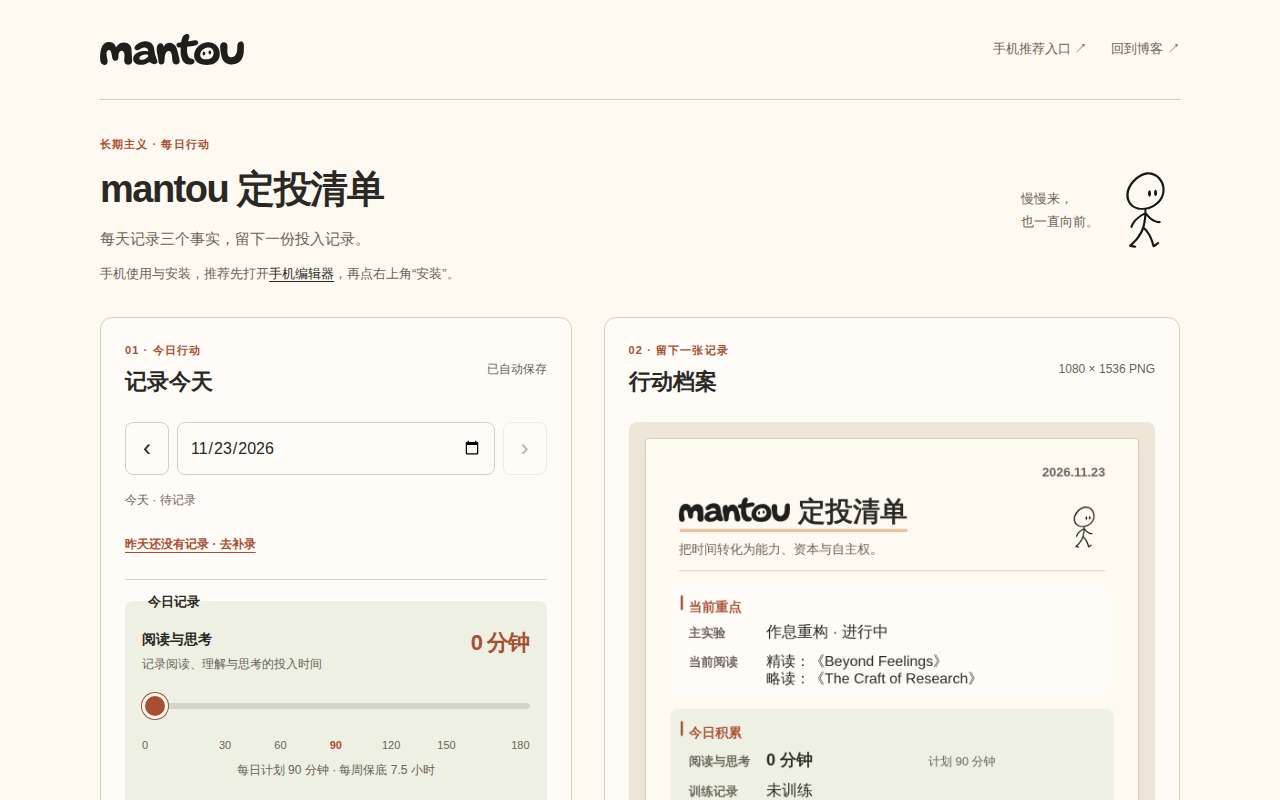 mantou
手机推荐入口 ↗
回到博客 ↗
长期主义 · 每日行动
mantou 定投清单
每天记录三个事实，留下一份投入记录。
手机使用与安装，推荐先打开手机编辑器，再点右上角“安装”。
慢慢来，
也一直向前。
01 · 今日行动
记录今天
已自动保存
‹
11/23/2026
›
今天 · 待记录
昨天还没有记录 · 去补录
今日记录
阅读与思考
0 分钟
记录阅读、理解与思考的投入时间
0 30 60 90 120 150 180
每日计划 90 分钟 · 每周保底 7.5 小时
02 · 留下一张记录
行动档案
1080 × 1536 PNG
2026.11.23
mantou 定投清单
把时间转化为能力、资本与自主权。
当前重点
主实验 作息重构 · 进行中
当前阅读 精读：《Beyond Feelings》
略读：《The Craft of Research》
今日积累
阅读与思考 0 分钟 计划 90 分钟
训练记录 未训练